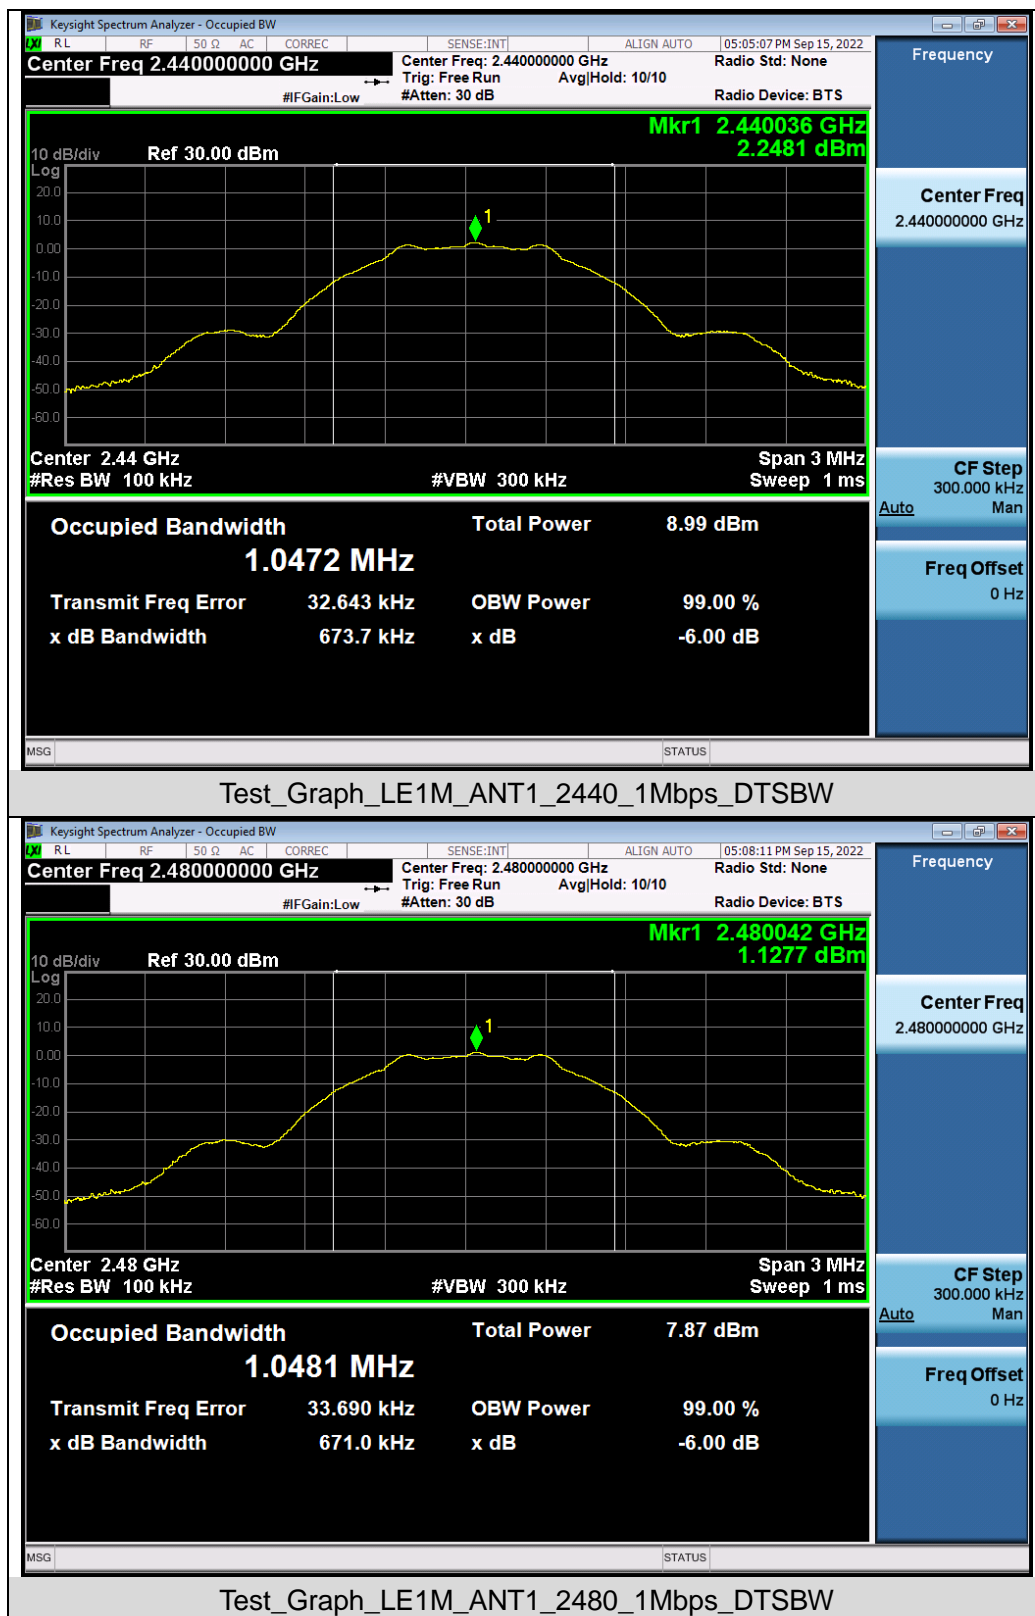 Keysight Spectrum Analyzer - Occupied BW
LXI RL RF 50 Ω AC CORREC SENSE:INT ALIGN AUTO 05:05:07 PM Sep 15, 2022
Center Freq 2.440000000 GHz
Center Freq: 2.440000000 GHz Radio Std: None
Trig: Free Run Avg|Hold: 10/10
#IFGain:Low #Atten: 30 dB Radio Device: BTS
Frequency
Mkr1 2.440036 GHz
2.2481 dBm
10 dB/div Ref 30.00 dBm
Log
20.0
10.0
0.00
-10.0
-20.0
-30.0
-40.0
-50.0
-60.0
1
Center 2.44 GHz Span 3 MHz
#Res BW 100 kHz #VBW 300 kHz Sweep 1 ms
Center Freq
2.440000000 GHz
CF Step
300.000 kHz
Auto Man
Freq Offset
0 Hz
Occupied Bandwidth Total Power 8.99 dBm
1.0472 MHz
Transmit Freq Error 32.643 kHz OBW Power 99.00 %
x dB Bandwidth 673.7 kHz x dB -6.00 dB
MSG STATUS
Test_Graph_LE1M_ANT1_2440_1Mbps_DTSBW
Keysight Spectrum Analyzer - Occupied BW
LXI RL RF 50 Ω AC CORREC SENSE:INT ALIGN AUTO 05:08:11 PM Sep 15, 2022
Center Freq 2.480000000 GHz
Center Freq: 2.480000000 GHz Radio Std: None
Trig: Free Run Avg|Hold: 10/10
#IFGain:Low #Atten: 30 dB Radio Device: BTS
Frequency
Mkr1 2.480042 GHz
1.1277 dBm
10 dB/div Ref 30.00 dBm
Log
20.0
10.0
0.00
-10.0
-20.0
-30.0
-40.0
-50.0
-60.0
1
Center 2.48 GHz Span 3 MHz
#Res BW 100 kHz #VBW 300 kHz Sweep 1 ms
Center Freq
2.480000000 GHz
CF Step
300.000 kHz
Auto Man
Freq Offset
0 Hz
Occupied Bandwidth Total Power 7.87 dBm
1.0481 MHz
Transmit Freq Error 33.690 kHz OBW Power 99.00 %
x dB Bandwidth 671.0 kHz x dB -6.00 dB
MSG STATUS
Test_Graph_LE1M_ANT1_2480_1Mbps_DTSBW